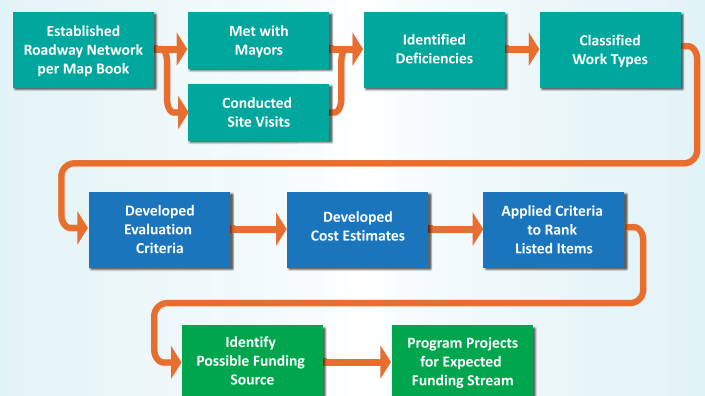 Established
Roadway Network
per Map Book
Met with
Mayors
Conducted
Site Visits
Identified
Deficiencies
Classified
Work Types
Developed
Evaluation
Criteria
Developed
Cost Estimates
Applied Criteria
to Rank
Listed Items
Identify
Possible Funding
Source
Program Projects
for Expected
Funding Stream